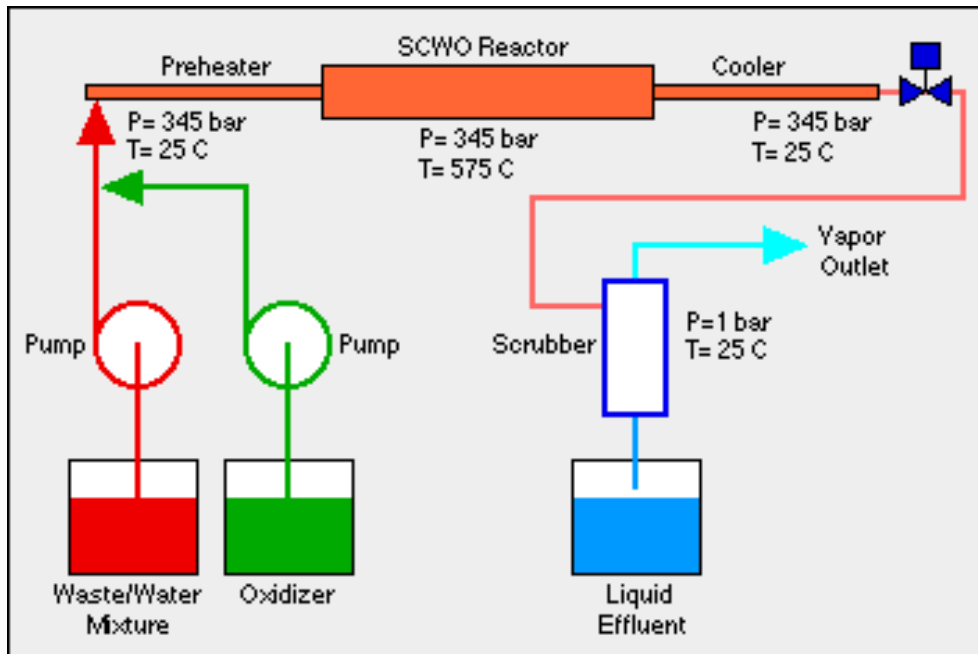 SCWO Reactor
Preheater
Cooler
P= 345 bar
T= 25 C
P= 345 bar
T= 575 C
P= 345 bar
T= 25 C
Vapor
Outlet
Pump
Pump
Scrubber
P=1 bar
T= 25 C
Waste/Water
Mixture
Oxidizer
Liquid
Effluent